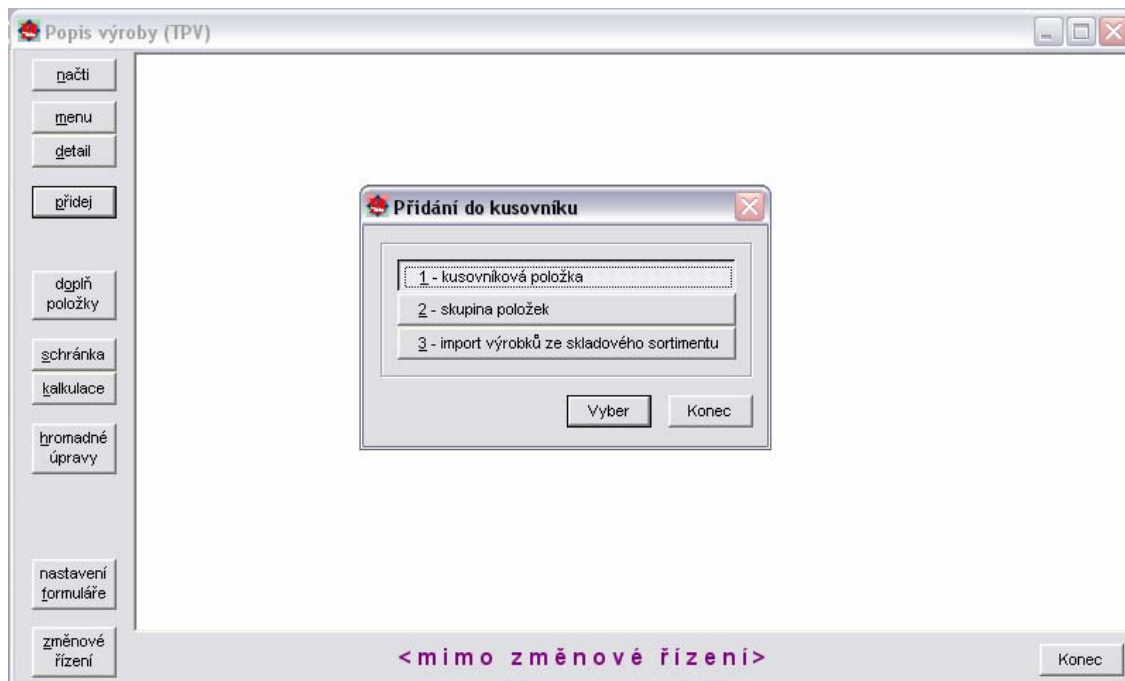 Popis výroby (TPV)
načti
menu
detail
přidej
doplň
položky
schránka
kalkulace
hromadné
úpravy
nastavení
formuláře
změnové
řízení
Přidání do kusovníku
1 - kusovníková položka
2 - skupina položek
3 - import výrobků ze skladového sortimentu
Vyber
Konec
<mimo změnové řízení>
Konec